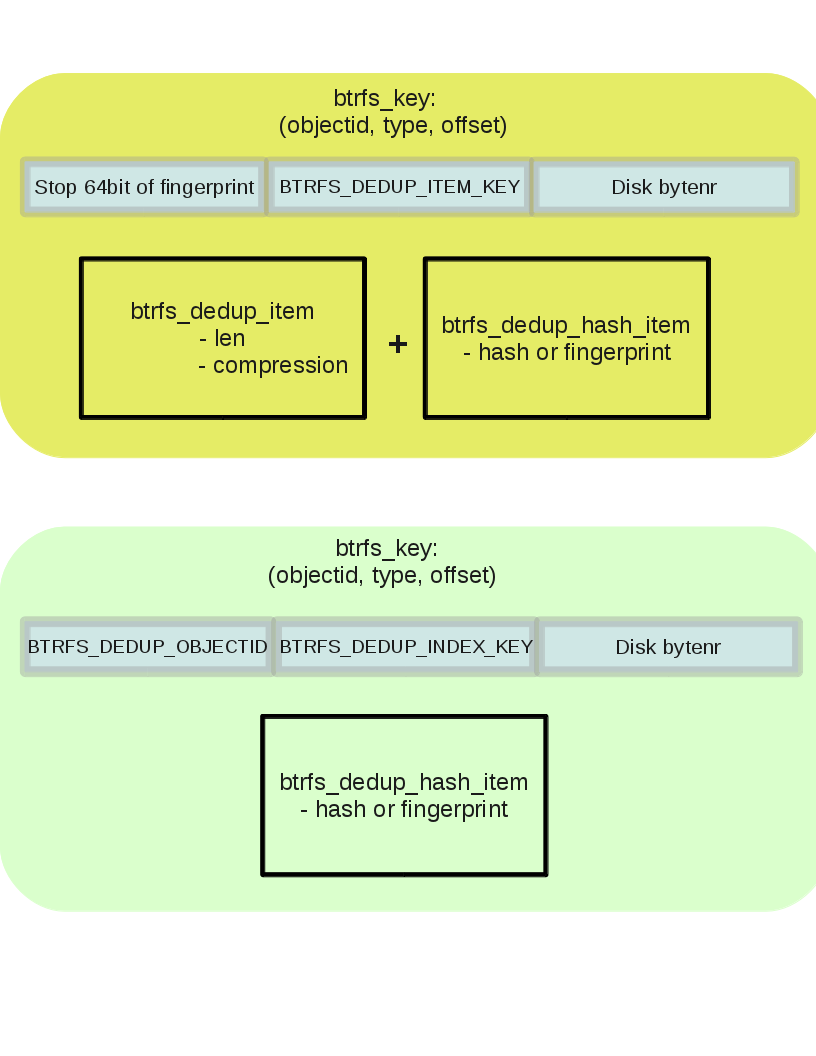 btrfs_key:
(objectid, type, offset)
Stop 64bit of fingerprint BTRFS_DEDUP_ITEM_KEY Disk bytenr
btrfs_dedup_item
- len
- compression
+
btrfs_dedup_hash_item
- hash or fingerprint
btrfs_key:
(objectid, type, offset)
BTRFS_DEDUP_OBJECTID BTRFS_DEDUP_INDEX_KEY Disk bytenr
btrfs_dedup_hash_item
- hash or fingerprint